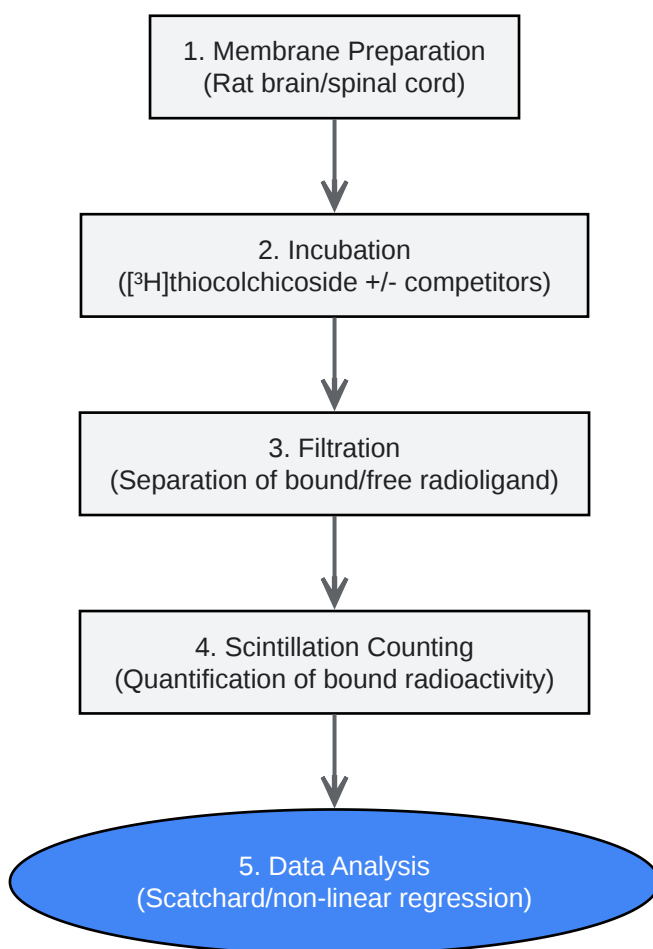 1. Membrane Preparation
(Rat brain/spinal cord)
2. Incubation
([³H]thiocolchicoside +/- competitors)
3. Filtration
(Separation of bound/free radioligand)
4. Scintillation Counting
(Quantification of bound radioactivity)
5. Data Analysis
(Scatchard/non-linear regression)